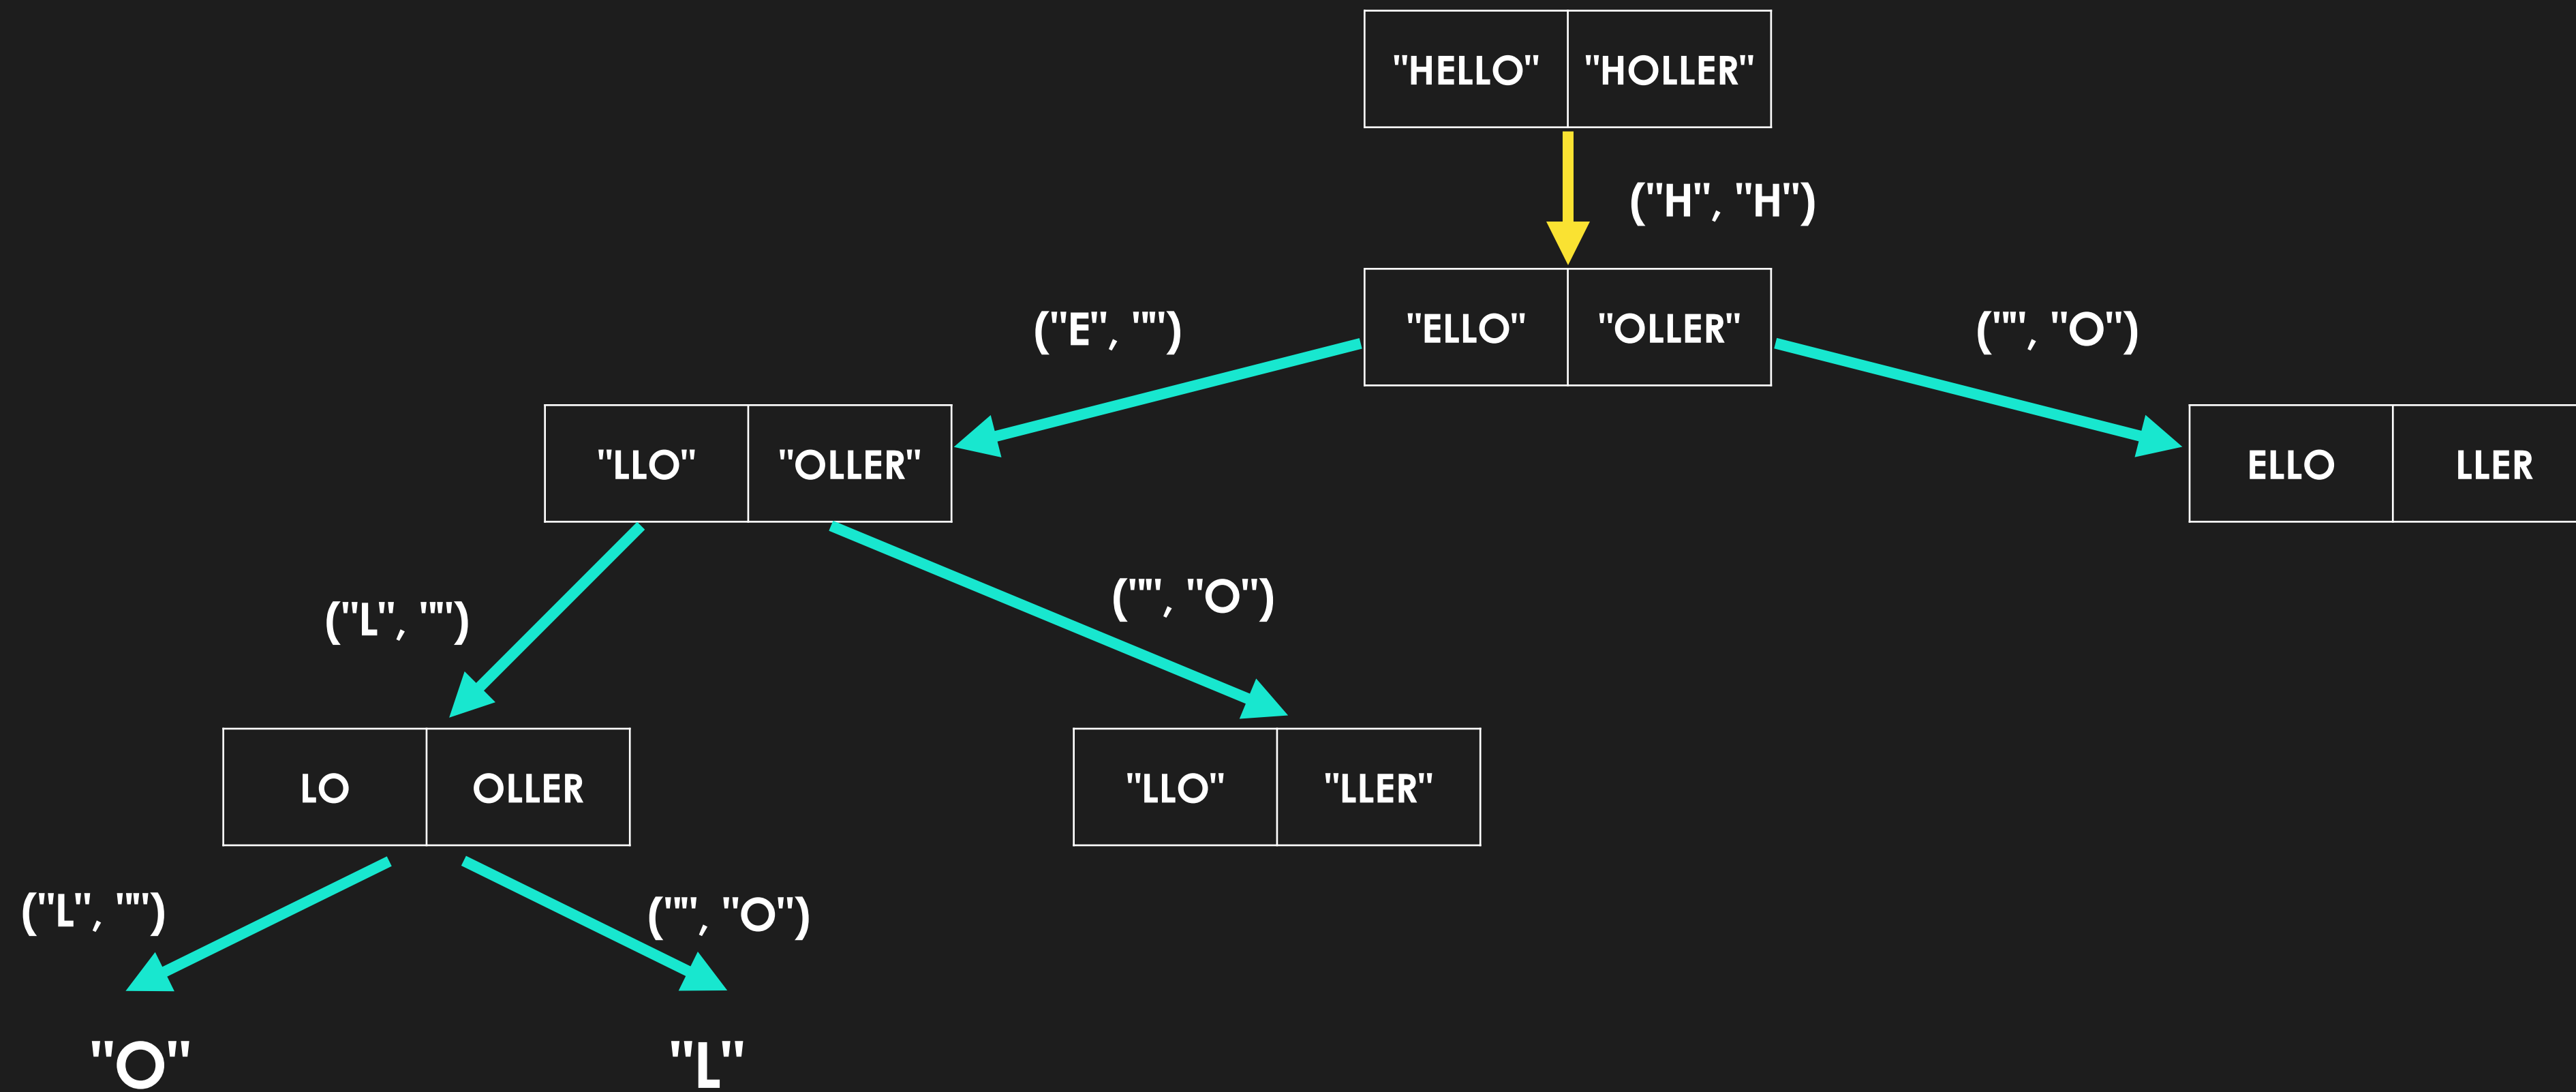 "HELLO" "HOLLER"
("H", "H")
"ELLO" "OLLER"
("E", "")
("", "O")
"LLO" "OLLER"
ELLO LLER
("L", "")
("", "O")
LO OLLER
"LLO" "LLER"
("L", "")
("", "O")
"O"
"L"